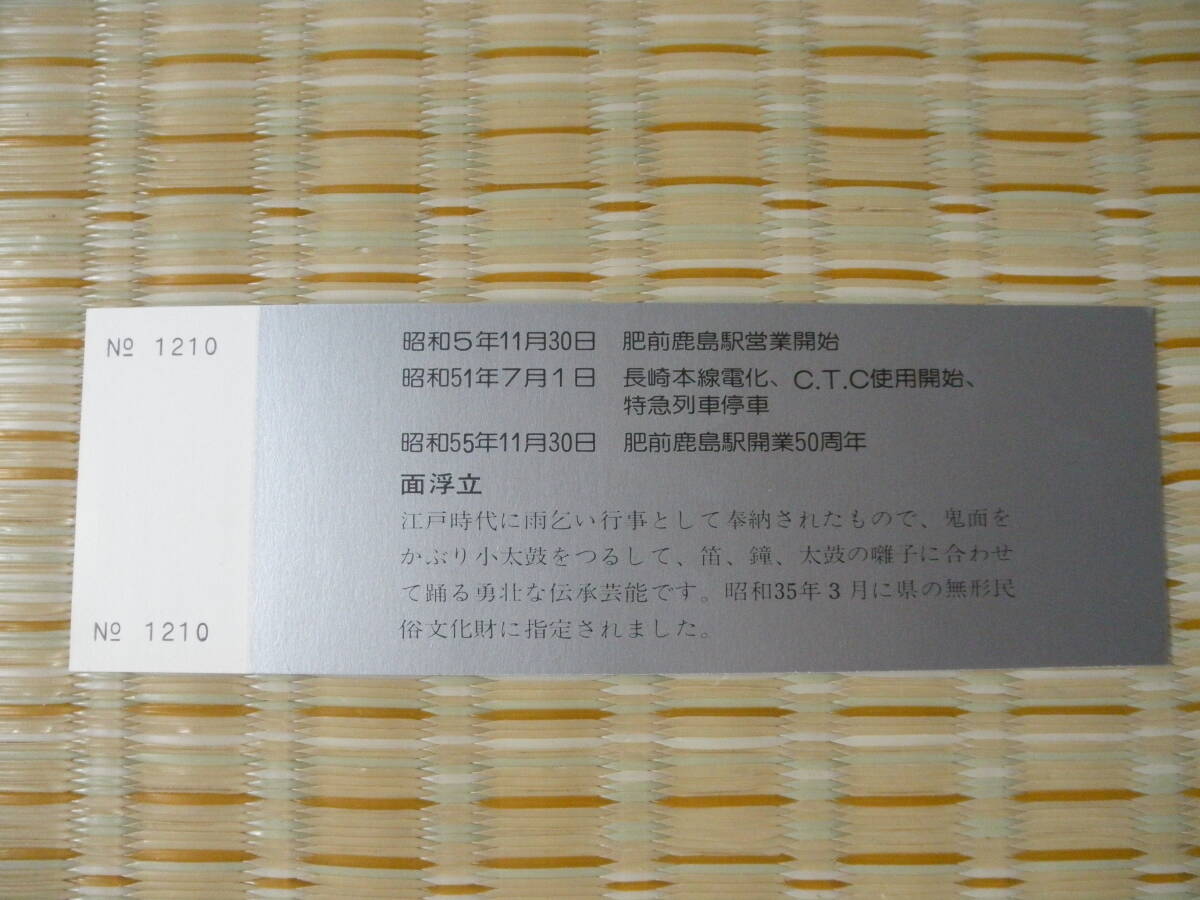 № 1210
昭和5年11月30日 肥前鹿島駅営業開始
昭和51年7月1日 長崎本線電化、C.T.C使用開始、
特急列車停車
昭和55年11月30日 肥前鹿島駅開業50周年
面浮立
江戸時代に雨乞い行事として奉納されたもので、鬼面を
かぶり小太鼓をつるして、笛、鐘、太鼓の囃子に合わせ
て踊る勇壮な伝承芸能です。昭和35年3月に県の無形民
俗文化財に指定されました。
№ 1210